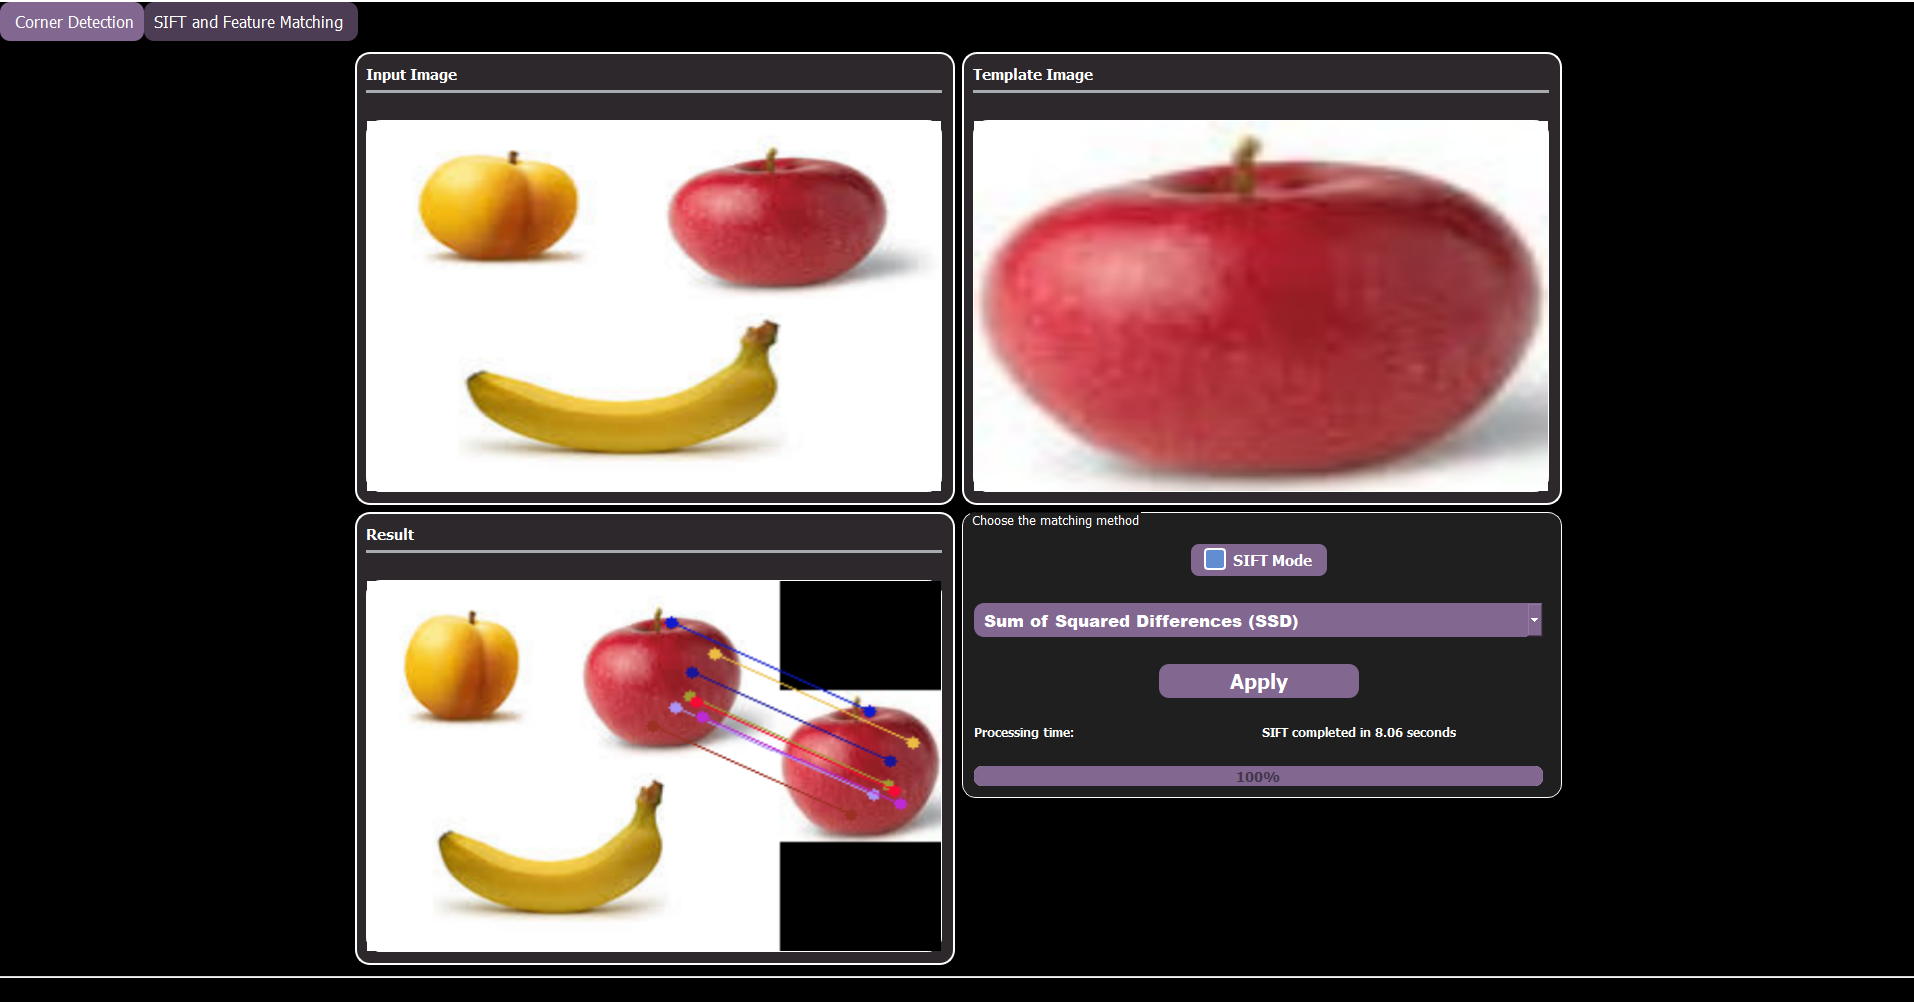 Corner Detection
SIFT and Feature Matching
Input Image
Template Image
Result
Choose the matching method
SIFT Mode
Sum of Squared Differences (SSD)
Apply
Processing time:
SIFT completed in 8.06 seconds
100%